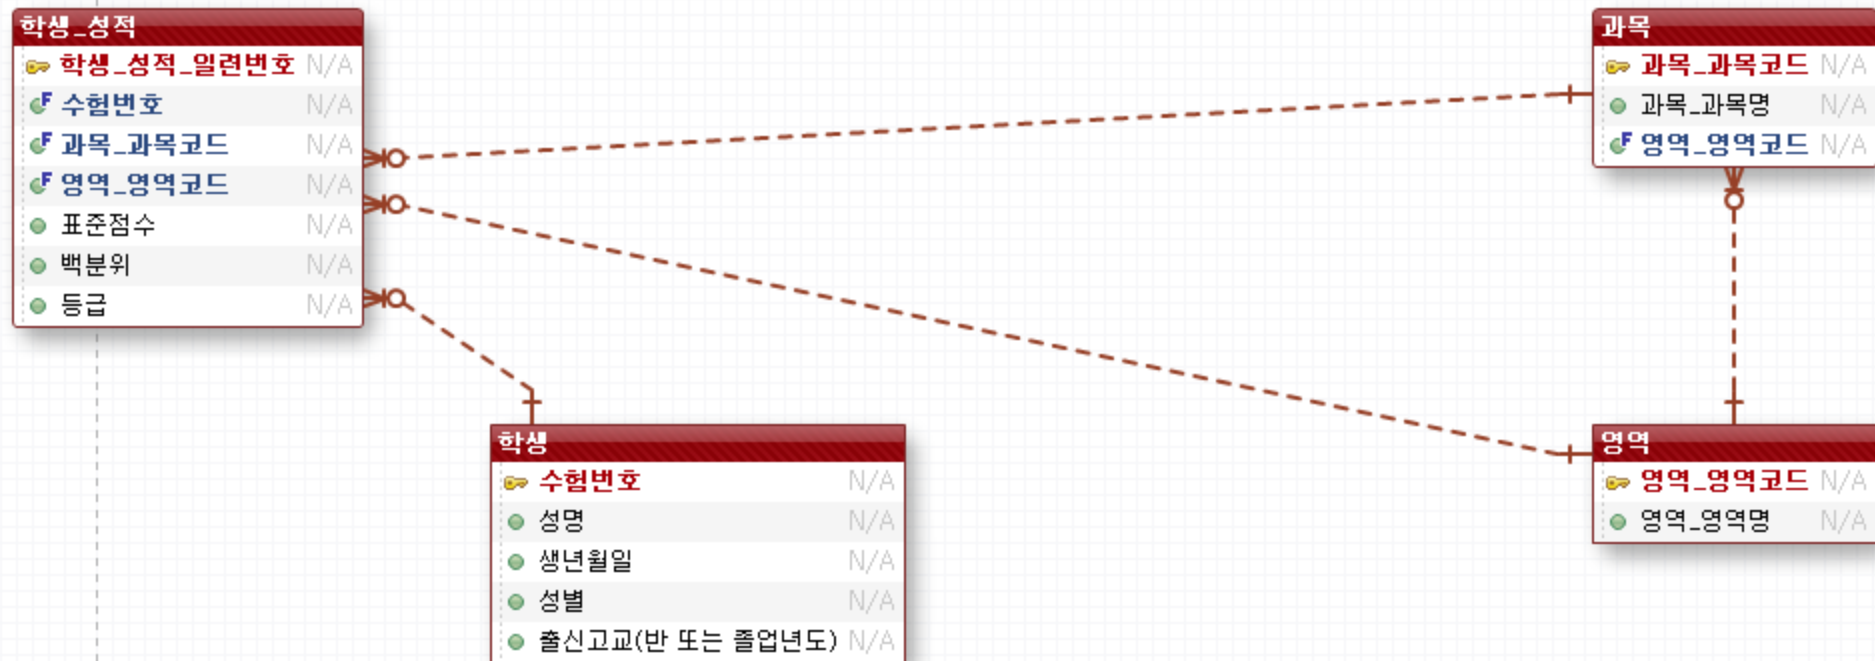 학생_성적
학생_성적_일련번호 N/A
수험번호 N/A
F 과목_과목코드 N/A
F 영역_영역코드 N/A
표준점수 N/A
백분위 N/A
등급 N/A
과목
과목_과목코드 N/A
과목_과목명 N/A
F 영역_영역코드 N/A
학생
수험번호 N/A
성명 N/A
생년월일 N/A
성별 N/A
출신고교(반 또는 졸업년도) N/A
영역
영역_영역코드 N/A
영역_영역명 N/A